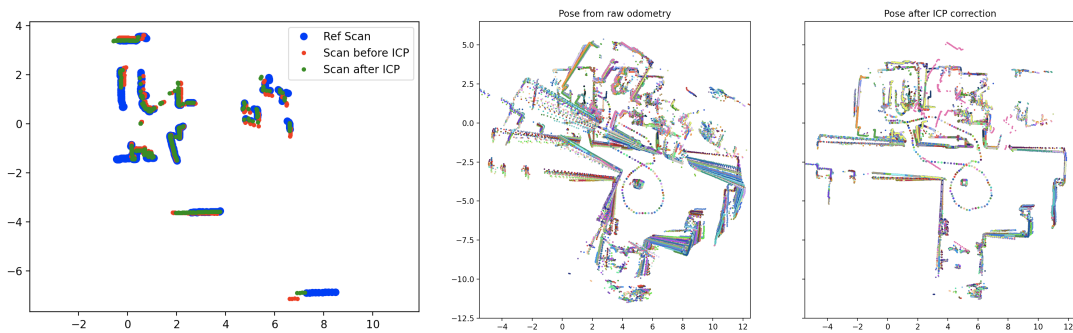 Pose from raw odometry
Pose after ICP correction
4
2
0
−2
−4
−6
Ref Scan
Scan before ICP
Scan after ICP
−2 0 2 4 6 8 10
5.0
2.5
0.0
−2.5
−5.0
−7.5
−10.0
−12.5
−4 −2 0 2 4 6 8 10 12
−4 −2 0 2 4 6 8 10 12